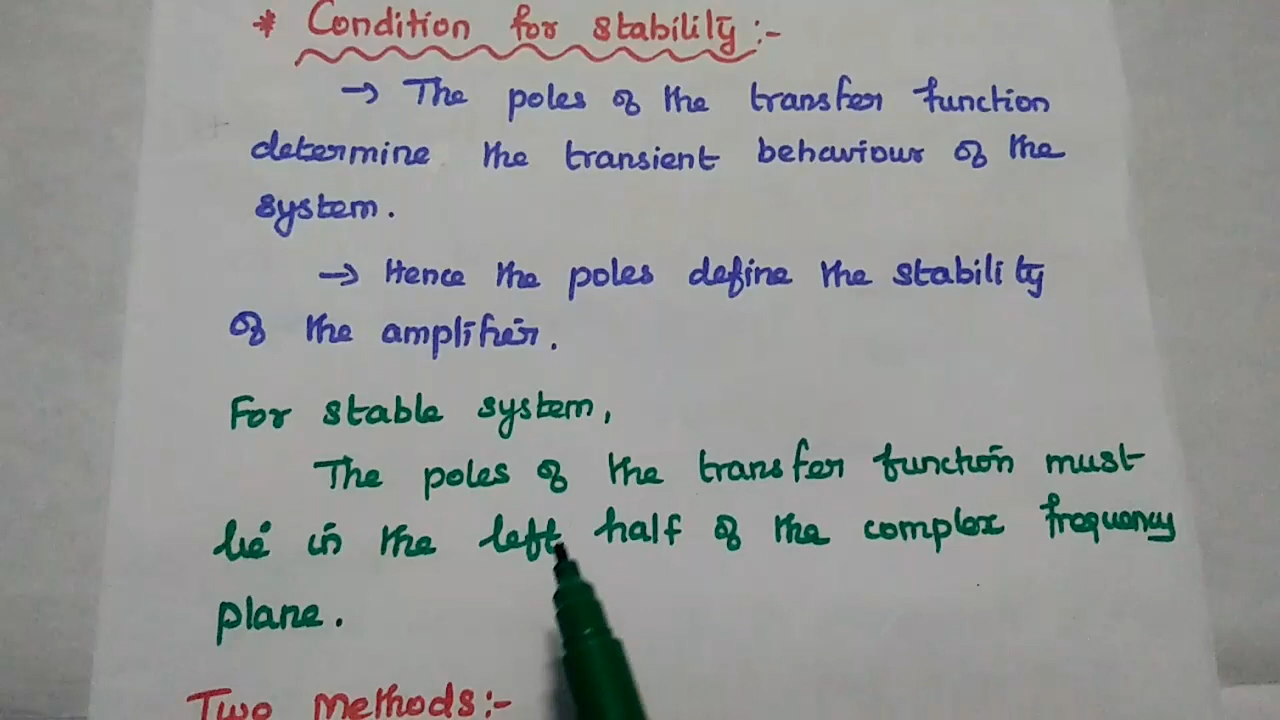 * Condition for stability :-
→ The poles of the transfer function
determine the transient behaviour of the
system.
→ Hence the poles define the stability
of the amplifier.
For stable system,
The poles of the transfer function must
lie in the left half of the complex frequency
plane.
Two Methods:-